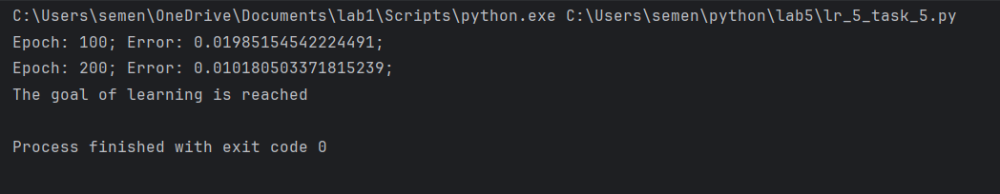 C:\Users\semen\OneDrive\Documents\lab1\Scripts\python.exe C:\Users\semen\python\lab5\lr_5_task_5.py
Epoch: 100; Error: 0.01985154542224491;
Epoch: 200; Error: 0.010180503371815239;
The goal of learning is reached
Process finished with exit code 0